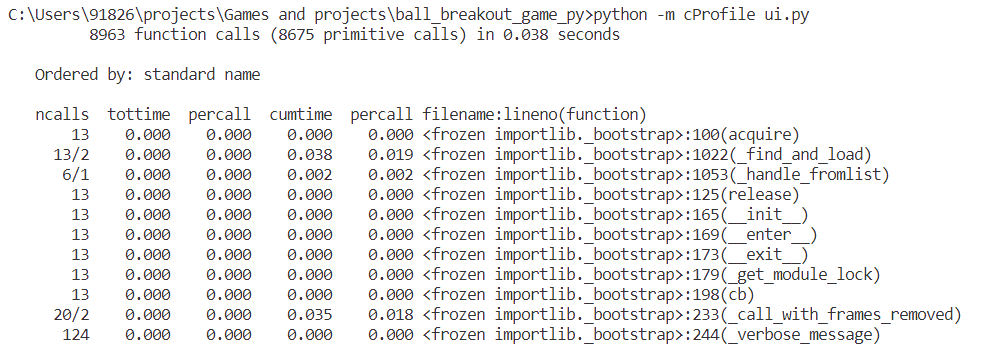 C:\Users\91826\projects\Games and projects\ball_breakout_game_py>python -m cProfile ui.py
         8963 function calls (8675 primitive calls) in 0.038 seconds

   Ordered by: standard name

   ncalls  tottime  percall  cumtime  percall filename:lineno(function)
       13    0.000    0.000    0.000    0.000 <frozen importlib._bootstrap>:100(acquire)
     13/2    0.000    0.000    0.038    0.019 <frozen importlib._bootstrap>:1022(_find_and_load)
      6/1    0.000    0.000    0.002    0.002 <frozen importlib._bootstrap>:1053(_handle_fromlist)
       13    0.000    0.000    0.000    0.000 <frozen importlib._bootstrap>:125(release)
       13    0.000    0.000    0.000    0.000 <frozen importlib._bootstrap>:165(__init__)
       13    0.000    0.000    0.000    0.000 <frozen importlib._bootstrap>:169(__enter__)
       13    0.000    0.000    0.000    0.000 <frozen importlib._bootstrap>:173(__exit__)
       13    0.000    0.000    0.000    0.000 <frozen importlib._bootstrap>:179(_get_module_lock)
       13    0.000    0.000    0.000    0.000 <frozen importlib._bootstrap>:198(cb)
     20/2    0.000    0.000    0.035    0.018 <frozen importlib._bootstrap>:233(_call_with_frames_removed)
      124    0.000    0.000    0.000    0.000 <frozen importlib._bootstrap>:244(_verbose_message)